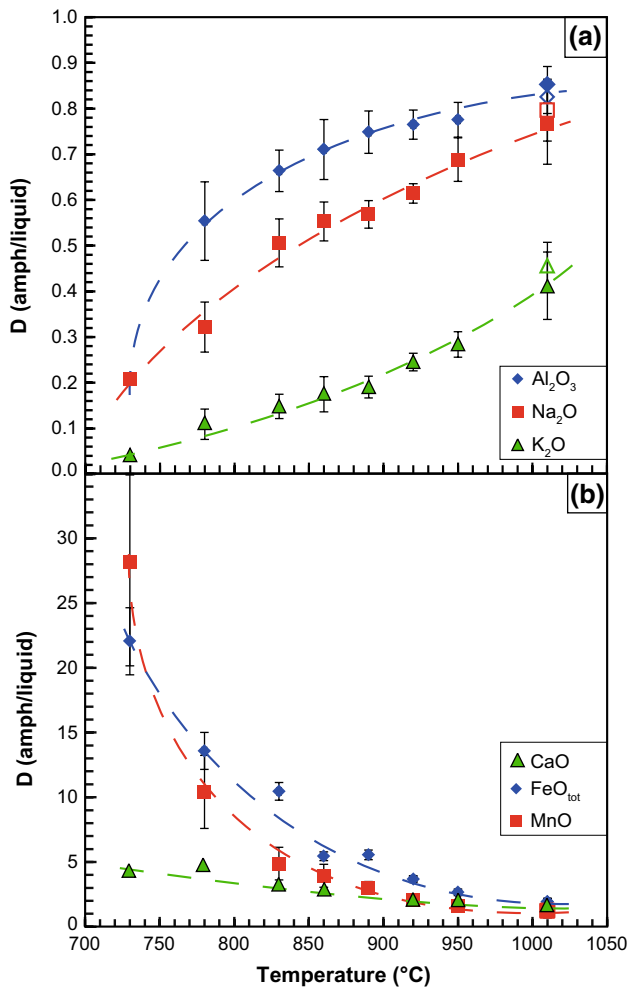 (a)
1.0
0.9
0.8
0.7
0.6
0.5
0.4
0.3
0.2
0.1
0.0
D (amph/liquid)
Al₂O₃
Na₂O
K₂O
(b)
30
25
20
15
10
5
0
D (amph/liquid)
CaO
FeOtot
MnO
700 750 800 850 900 950 1000 1050
Temperature (°C)